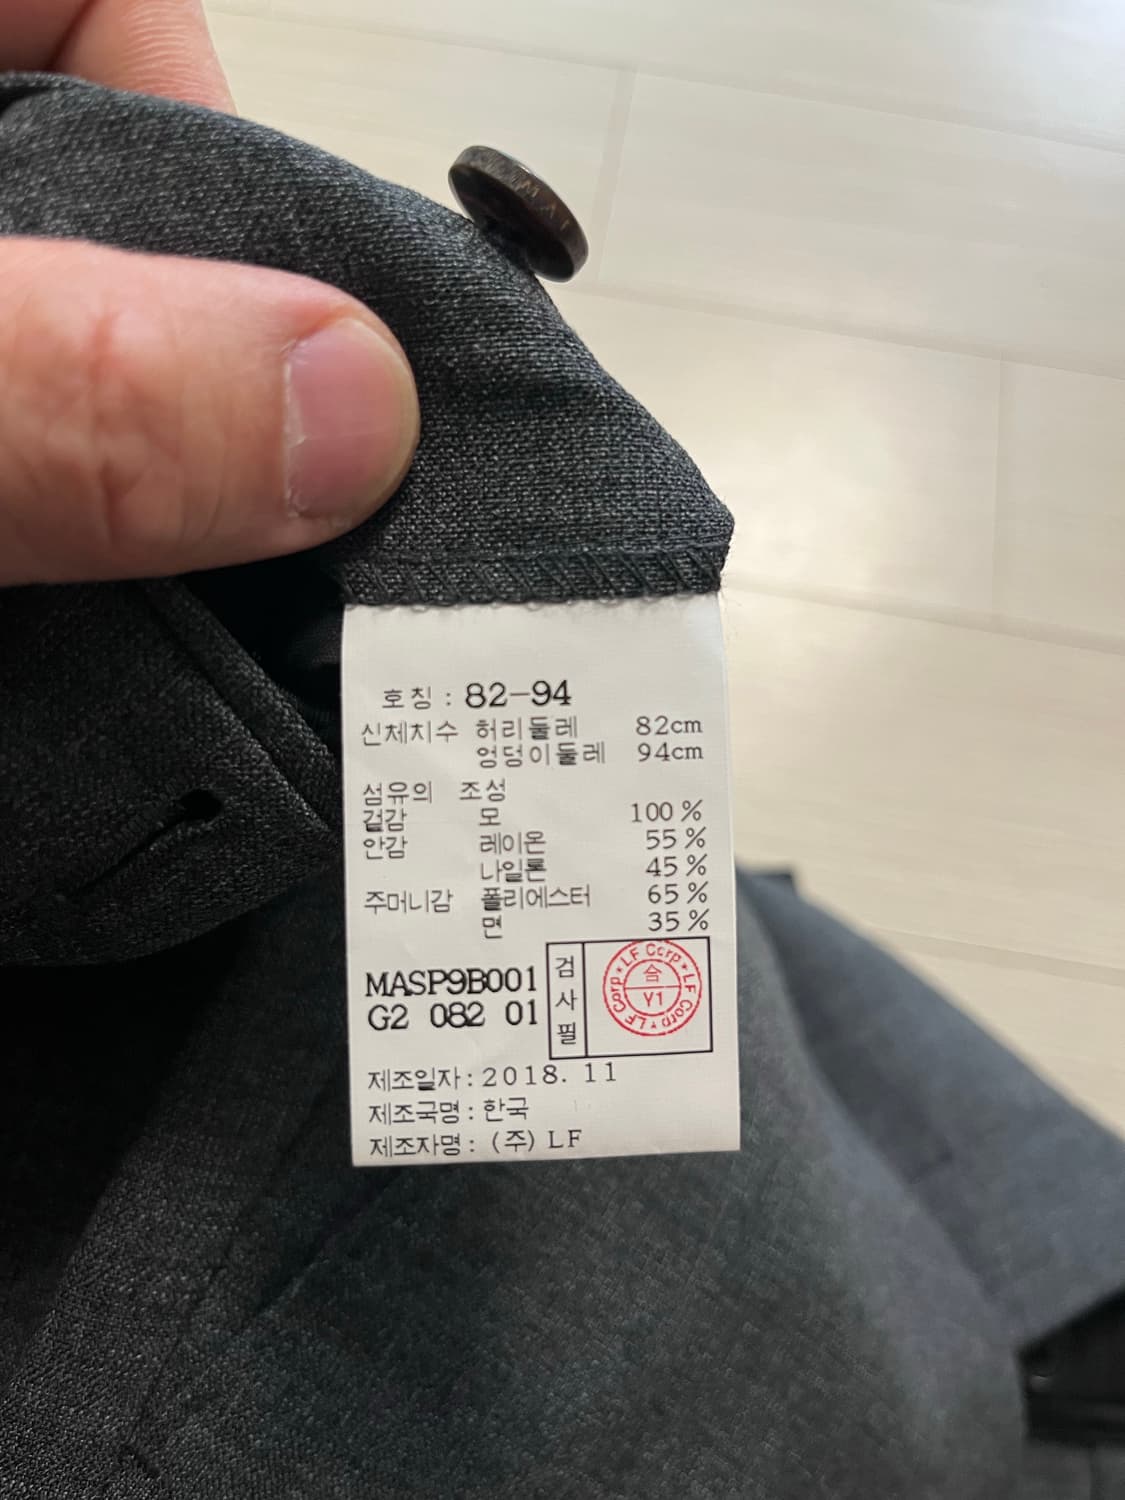 호칭 : 82-94
신체치수 허리둘레 82cm
엉덩이둘레 94cm
섬유의 조성
겉감 모 100%
안감 레이온 55%
나일론 45%
주머니감 폴리에스터 65%
면 35%
MASP9B001
G2 082 01
검사필
LF Corp ★ LF Corp ★ LF Corp ★
合
Y1
제조일자 : 2018. 11
제조국명 : 한국
제조자명 : (주) LF